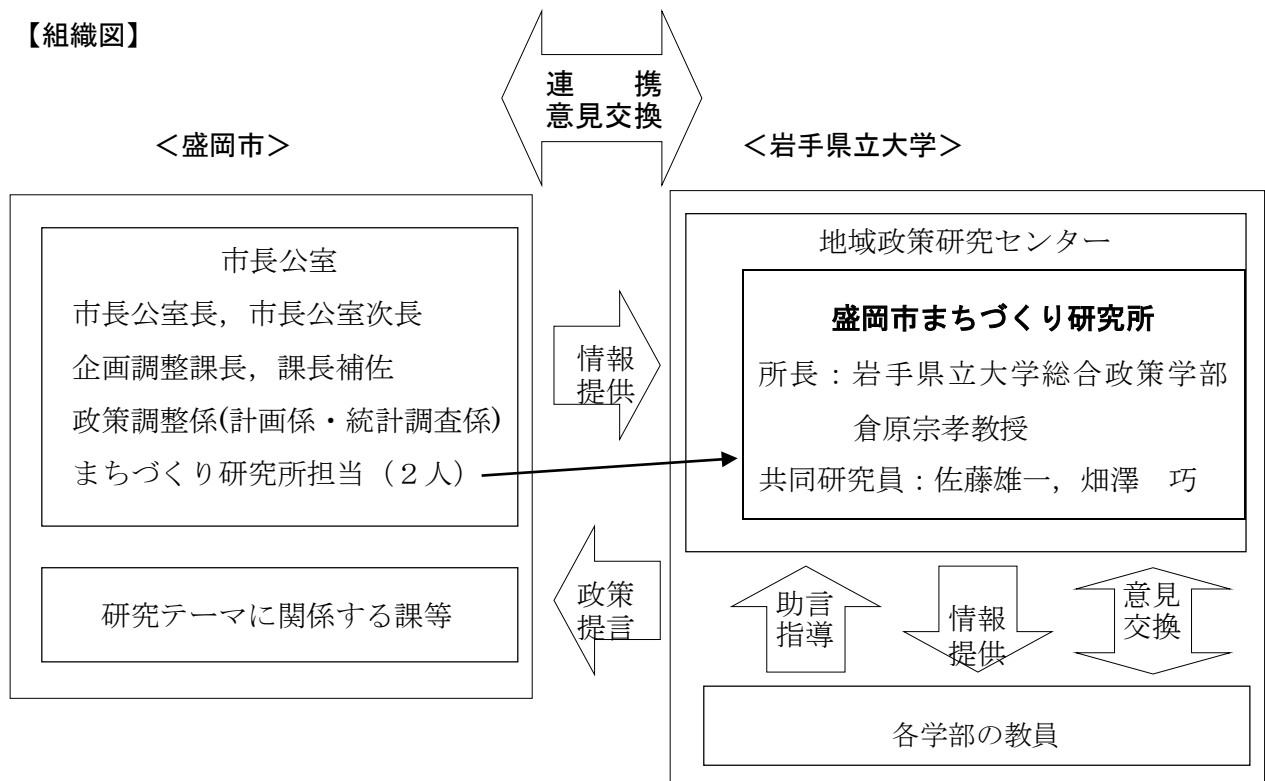 【組織図】
連　　携
意見交換
＜盛岡市＞
＜岩手県立大学＞
市長公室
市長公室長，市長公室次長
企画調整課長，課長補佐
政策調整係(計画係・統計調査係)
まちづくり研究所担当（２人）
研究テーマに関係する課等
情報
提供
政策
提言
地域政策研究センター
盛岡市まちづくり研究所
所長：岩手県立大学総合政策学部
倉原宗孝教授
共同研究員：佐藤雄一，畑澤　巧
助言
指導
情報
提供
意見
交換
各学部の教員